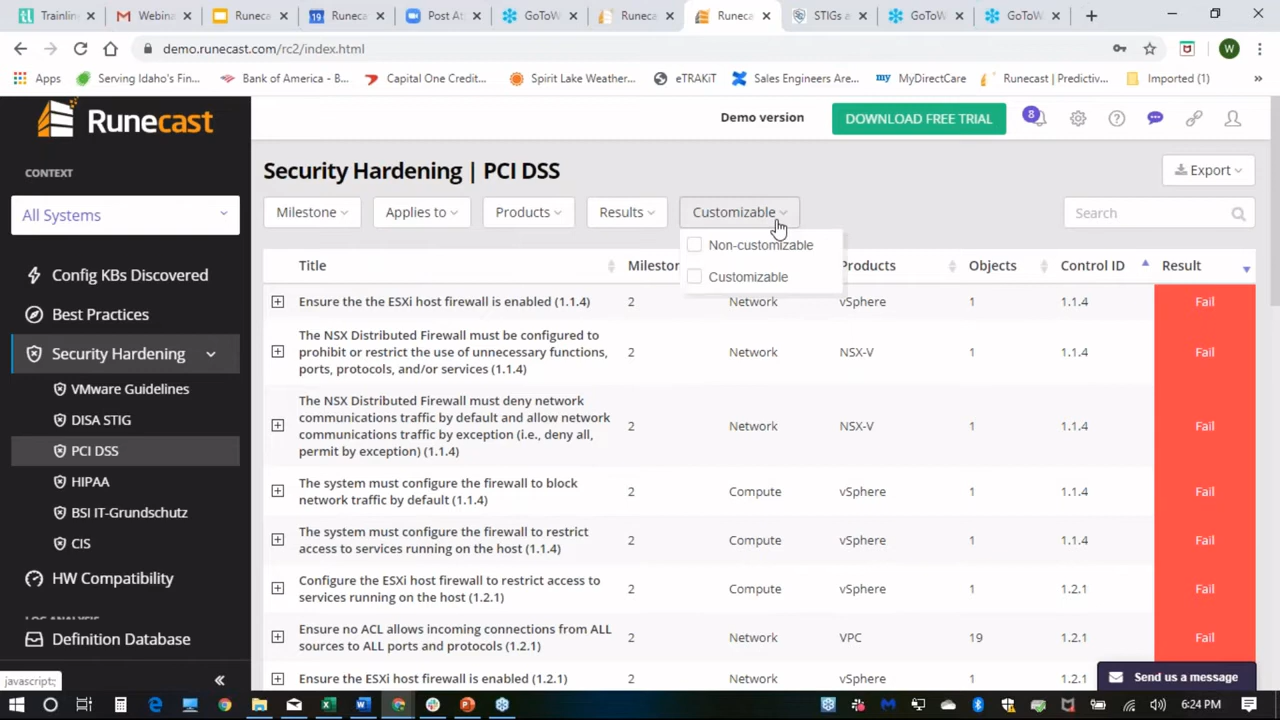 Trainline
Webina
Runeca
19
Runeca
Post At
GoToW
Runeca
Runeca
STIGs a
GoToW
GoToW
demo.runecast.com/rc2/index.html
W
Apps
Serving Idaho's Fin...
Bank of America - B...
Capital One Credit...
Spirit Lake Weather...
eTRAKiT
Sales Engineers Are...
my MyDirectCare
Runecast | Predictiv...
Imported (1)
»
Runecast
Demo version
DOWNLOAD FREE TRIAL
8
CONTEXT
All Systems
Config KBs Discovered
Best Practices
Security Hardening
VMware Guidelines
DISA STIG
PCI DSS
HIPAA
BSI IT-Grundschutz
CIS
HW Compatibility
LOG ANALYSIS
Definition Database
«
javascript:;
Security Hardening | PCI DSS
Export
Milestone
Applies to
Products
Results
Customizable
Search
Non-customizable
Customizable
Title
Mileston
Products
Objects
Control ID
Result
Ensure the the ESXi host firewall is enabled (1.1.4)
2
Network
vSphere
1
1.1.4
Fail
The NSX Distributed Firewall must be configured to
prohibit or restrict the use of unnecessary functions,
ports, protocols, and/or services (1.1.4)
2
Network
NSX-V
1
1.1.4
Fail
The NSX Distributed Firewall must deny network
communications traffic by default and allow network
communications traffic by exception (i.e., deny all,
permit by exception) (1.1.4)
2
Network
NSX-V
1
1.1.4
Fail
The system must configure the firewall to block
network traffic by default (1.1.4)
2
Compute
vSphere
1
1.1.4
Fail
The system must configure the firewall to restrict
access to services running on the host (1.1.4)
2
Compute
vSphere
1
1.1.4
Fail
Configure the ESXi host firewall to restrict access to
services running on the host (1.2.1)
2
Compute
vSphere
1
1.2.1
Fail
Ensure no ACL allows incoming connections from ALL
sources to ALL ports and protocols (1.2.1)
2
Network
VPC
19
1.2.1
Fail
Ensure the ESXi host firewall is enabled (1.2.1)
2
Network
vSphere
1
1.2.1
Send us a message
6:24 PM